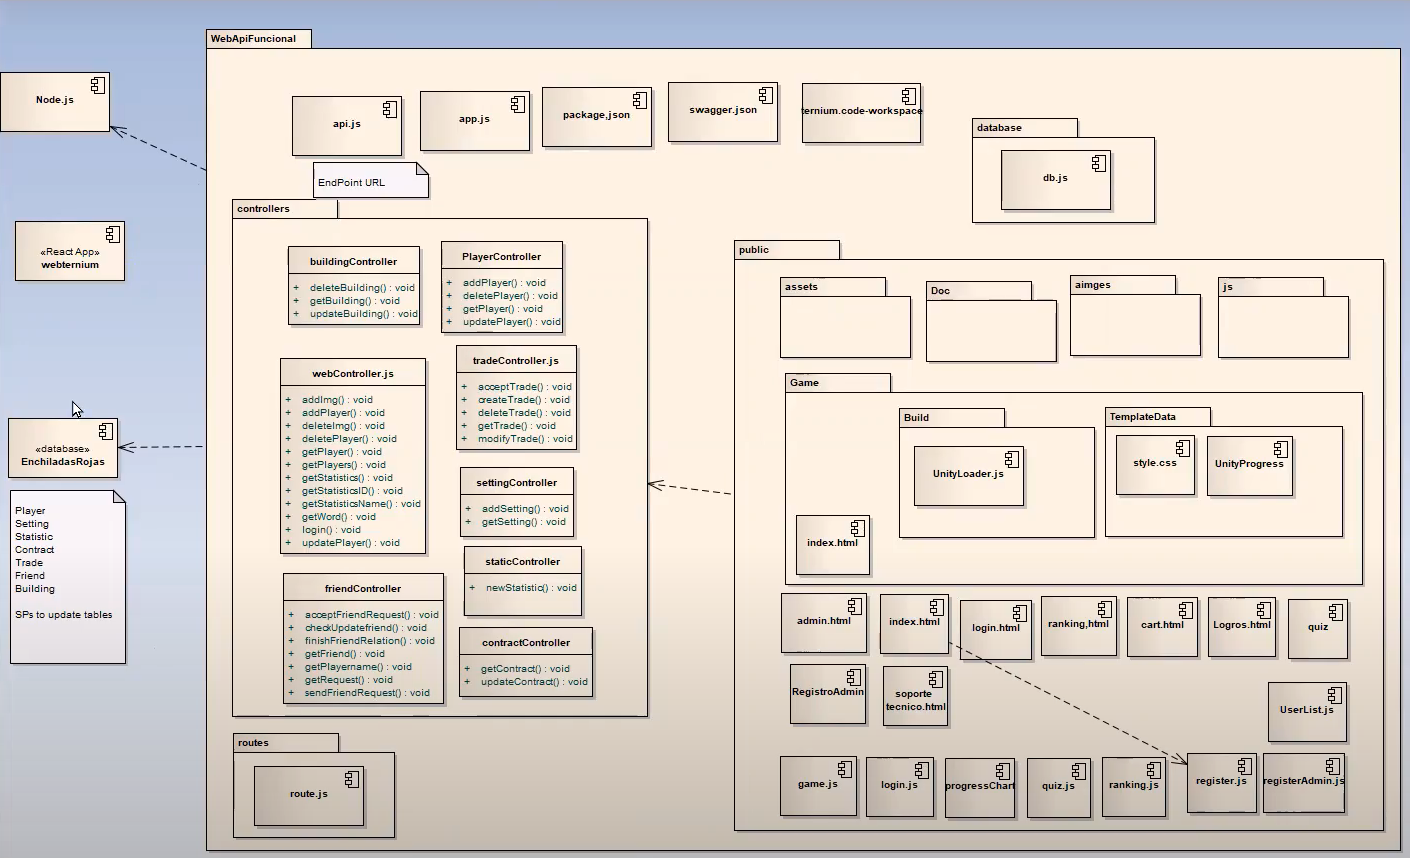 WebApiFuncional
Node.js
«React App»
webternium
«database»
EnchiladasRojas
Player
Setting
Statistic
Contract
Trade
Friend
Building
SPs to update tables
api.js
app.js
package,json
swagger.json
ternium.code-workspace
EndPoint URL
database
db.js
controllers
buildingController
+ deleteBuilding() : void
+ getBuilding() : void
+ updateBuilding() : void
PlayerController
+ addPlayer() : void
+ deletePlayer() : void
+ getPlayer() : void
+ updatePlayer() : void
webController.js
+ addImg() : void
+ addPlayer() : void
+ deleteImg() : void
+ deletePlayer() : void
+ getPlayer() : void
+ getPlayers() : void
+ getStatistics() : void
+ getStatisticsID() : void
+ getStatisticsName() : void
+ getWord() : void
+ login() : void
+ updatePlayer() : void
tradeController.js
+ acceptTrade() : void
+ createTrade() : void
+ deleteTrade() : void
+ getTrade() : void
+ modifyTrade() : void
settingController
+ addSetting() : void
+ getSetting() : void
staticController
+ newStatistic() : void
friendController
+ acceptFriendRequest() : void
+ checkUpdatefriend() : void
+ finishFriendRelation() : void
+ getFriend() : void
+ getPlayername() : void
+ getRequest() : void
+ sendFriendRequest() : void
contractController
+ getContract() : void
+ updateContract() : void
routes
route.js
public
assets
Doc
aimges
js
Game
Build
UnityLoader.js
TemplateData
style.css
UnityProgress
index.html
admin.html
index.html
login.html
ranking,html
cart.html
Logros.html
quiz
RegistroAdmin
soporte
tecnico.html
UserList.js
game.js
login.js
progressChart
quiz.js
ranking.js
register.js
registerAdmin.js